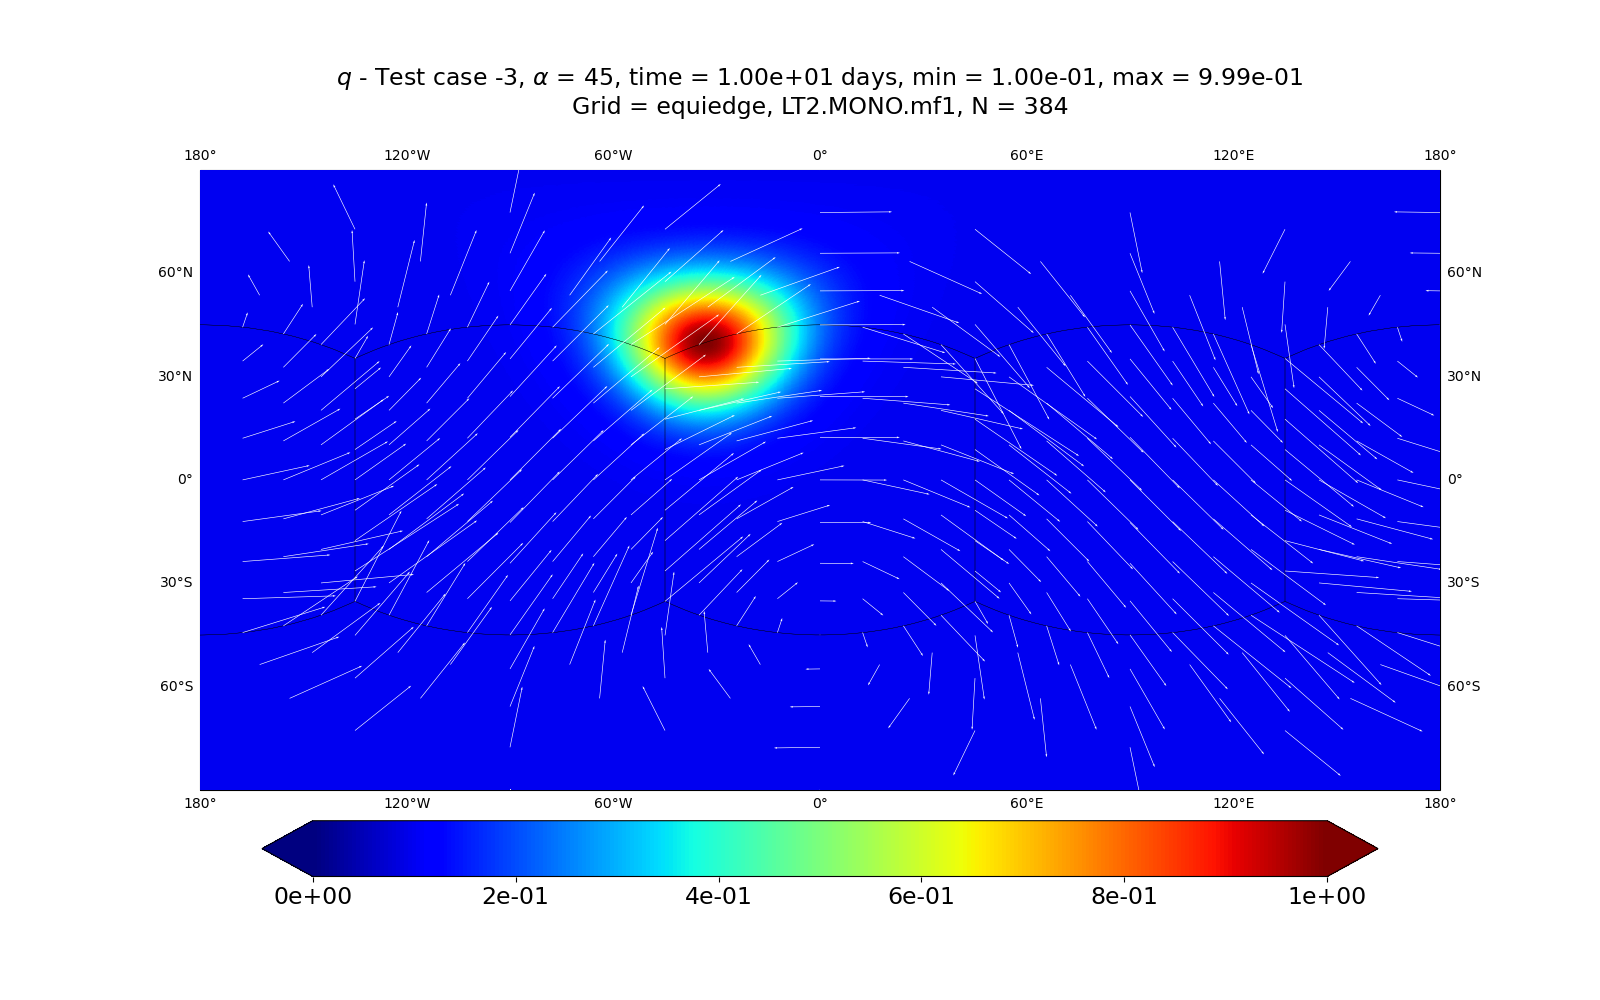 q - Test case -3, α = 45, time = 1.00e+01 days, min = 1.00e-01, max = 9.99e-01
Grid = equiedge, LT2.MONO.mf1, N = 384
180° 120°W 60°W 0° 60°E 120°E 180°
60°N 60°N
30°N 30°N
0° 0°
30°S 30°S
60°S 60°S
180° 120°W 60°W 0° 60°E 120°E 180°
0e+00 2e-01 4e-01 6e-01 8e-01 1e+00